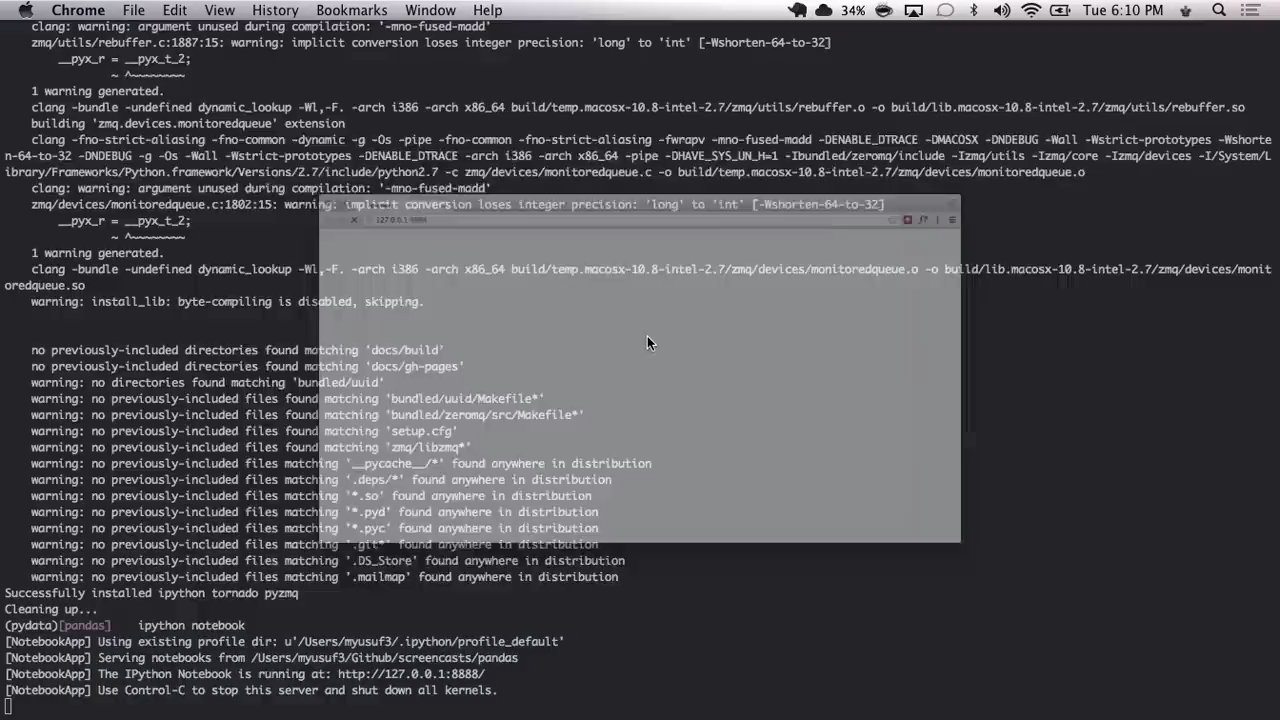 Chrome File Edit View History Bookmarks Window Help 34% Tue 6:10 PM
clang: warning: argument unused during compilation: '-mno-fused-madd'
zmq/utils/rebuffer.c:1887:15: warning: implicit conversion loses integer precision: 'long' to 'int' [-Wshorten-64-to-32]
__pyx_r = __pyx_t_2;
~ ^~~~~~~~~
1 warning generated.
clang -bundle -undefined dynamic_lookup -Wl,-F. -arch i386 -arch x86_64 build/temp.macosx-10.8-intel-2.7/zmq/utils/rebuffer.o -o build/lib.macosx-10.8-intel-2.7/zmq/utils/rebuffer.so
building 'zmq.devices.monitoredqueue' extension
clang -fno-strict-aliasing -fno-common -dynamic -g -Os -pipe -fno-common -fno-strict-aliasing -fwrapv -mno-fused-madd -DENABLE_DTRACE -DMACOSX -DNDEBUG -Wall -Wstrict-prototypes -Wshorte
n-64-to-32 -DNDEBUG -g -Os -Wall -Wstrict-prototypes -DENABLE_DTRACE -arch i386 -arch x86_64 -pipe -DHAVE_SYS_UN_H=1 -Ibundled/zeromq/include -Izmq/utils -Izmq/core -Izmq/devices -I/System/L
ibrary/Frameworks/Python.framework/Versions/2.7/include/python2.7 -c zmq/devices/monitoredqueue.c -o build/temp.macosx-10.8-intel-2.7/zmq/devices/monitoredqueue.o
clang: warning: argument unused during compilation: '-mno-fused-madd'
zmq/devices/monitoredqueue.c:1802:15: warning: implicit conversion loses integer precision: 'long' to 'int' [-Wshorten-64-to-32]
127.0.0.1:8888
__pyx_r = __pyx_t_2;
~ ^~~~~~~~~
1 warning generated.
clang -bundle -undefined dynamic_lookup -Wl,-F. -arch i386 -arch x86_64 build/temp.macosx-10.8-intel-2.7/zmq/devices/monitoredqueue.o -o build/lib.macosx-10.8-intel-2.7/zmq/devices/monit
oredqueue.so
warning: install_lib: byte-compiling is disabled, skipping.
no previously-included directories found matching 'docs/build'
no previously-included directories found matching 'docs/gh-pages'
warning: no directories found matching 'bundled/uuid'
warning: no previously-included files found matching 'bundled/uuid/Makefile*'
warning: no previously-included files found matching 'bundled/zeromq/src/Makefile*'
warning: no previously-included files found matching 'setup.cfg'
warning: no previously-included files found matching 'zmq/libzmq*'
warning: no previously-included files matching '__pycache__/*' found anywhere in distribution
warning: no previously-included files matching '.deps/*' found anywhere in distribution
warning: no previously-included files matching '*.so' found anywhere in distribution
warning: no previously-included files matching '*.pyd' found anywhere in distribution
warning: no previously-included files matching '*.pyc' found anywhere in distribution
warning: no previously-included files matching '.git*' found anywhere in distribution
warning: no previously-included files matching '.DS_Store' found anywhere in distribution
warning: no previously-included files matching '.mailmap' found anywhere in distribution
Successfully installed ipython tornado pyzmq
Cleaning up...
(pydata)[pandas] ipython notebook
[NotebookApp] Using existing profile dir: u'/Users/myusuf3/.ipython/profile_default'
[NotebookApp] Serving notebooks from /Users/myusuf3/Github/screencasts/pandas
[NotebookApp] The IPython Notebook is running at: http://127.0.0.1:8888/
[NotebookApp] Use Control-C to stop this server and shut down all kernels.